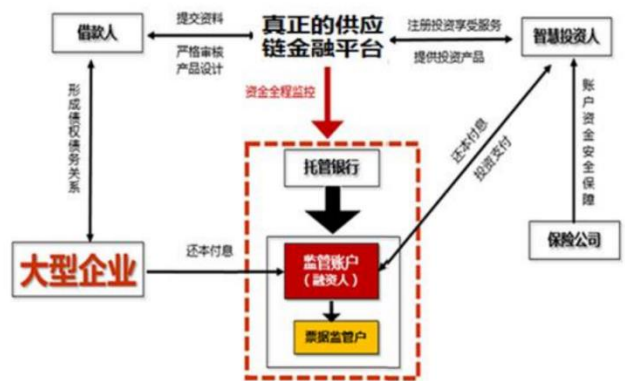 借款人
提交资料
严格审核
产品设计
真正的供应
链金融平台
注册投资享受服务
提供投资产品
智慧投资人
资金全程监控
形成债权债务关系
托管银行
还本付息
投资支付
账户资金安全保障
大型企业
还本付息
监管账户
（融资人）
保险公司
票据监管户